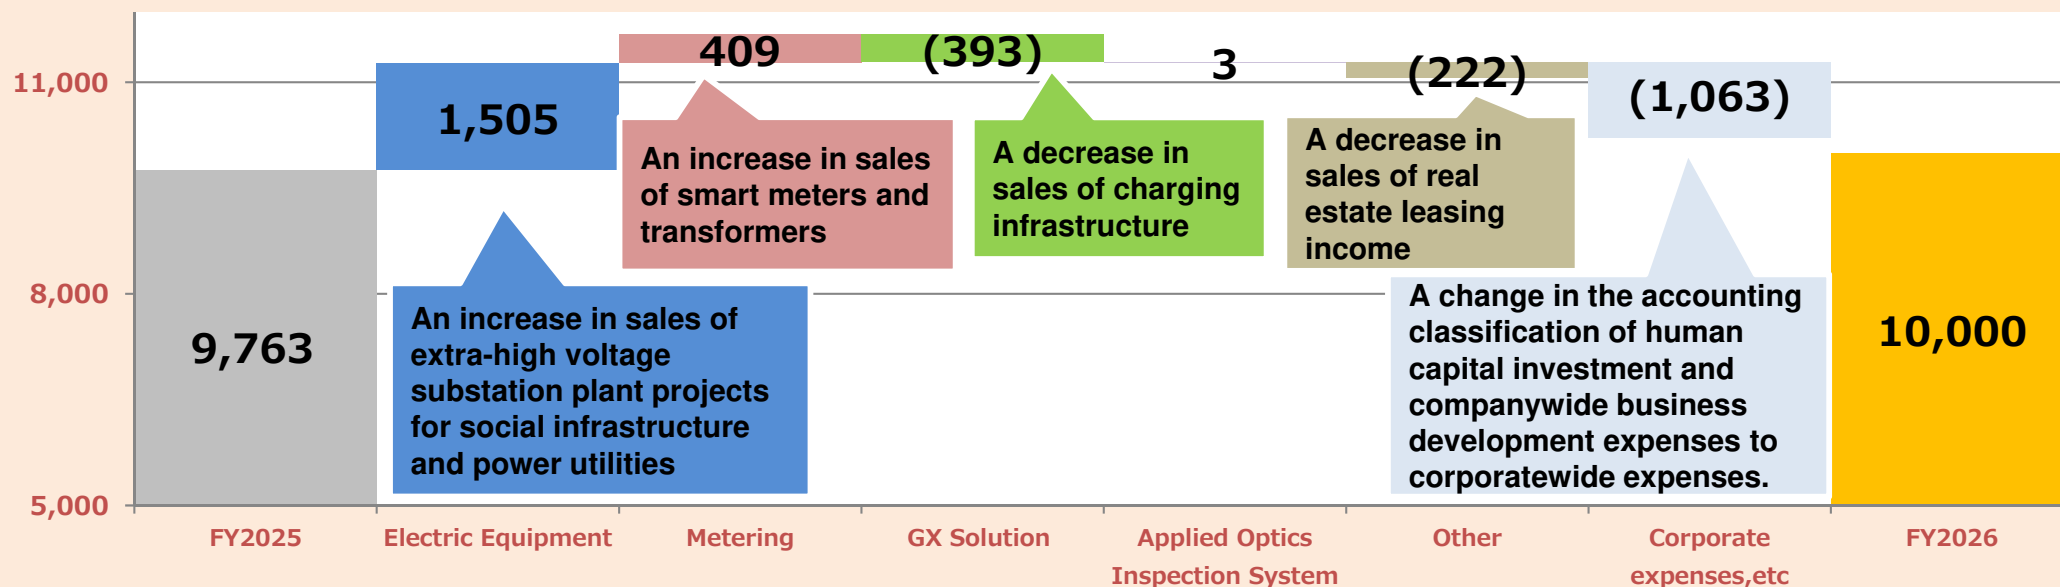 409
(393)
3
(222)
11,000
1,505
(1,063)
An increase in sales
of smart meters and
transformers
A decrease in
sales of charging
infrastructure
A decrease in
sales of real
estate leasing
income
8,000
9,763
An increase in sales of
extra-high voltage
substation plant projects
for social infrastructure
and power utilities
A change in the accounting
classification of human
capital investment and
companywide business
development expenses to
corporatewide expenses.
10,000
5,000
FY2025
Electric Equipment
Metering
GX Solution
Applied Optics
Inspection System
Other
Corporate
expenses,etc
FY2026